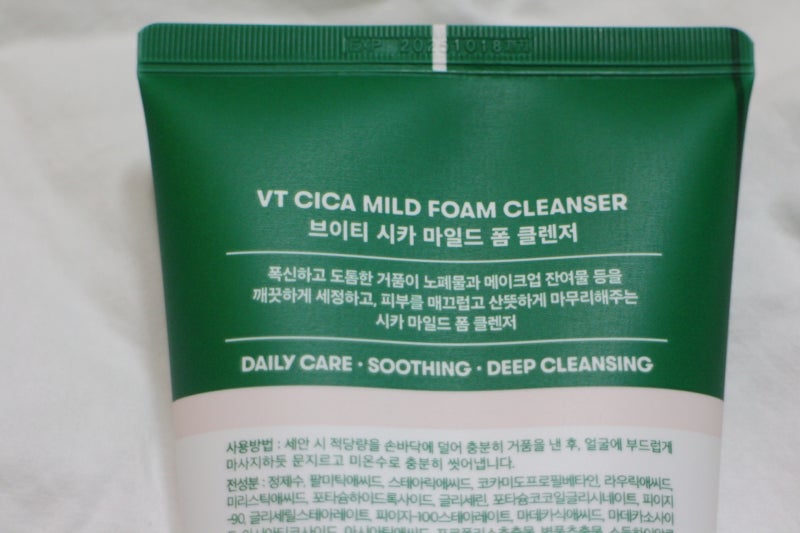 EXP 20251018
VT CICA MILD FOAM CLEANSER
브이티 시카 마일드 폼 클렌저
폭신하고 도톰한 거품이 노폐물과 메이크업 잔여물 등을
깨끗하게 세정하고, 피부를 매끄럽고 산뜻하게 마무리해주는
시카 마일드 폼 클렌저
DAILY CARE · SOOTHING · DEEP CLEANSING
사용방법 : 세안 시 적당량을 손바닥에 덜어 충분히 거품을 낸 후, 얼굴에 부드럽게
마사지하듯 문지르고 미온수로 충분히 씻어냅니다.
전성분 : 정제수, 팔미틱애씨드, 스테아릭애씨드, 코카미도프로필베타인, 라우릭애씨드,
미리스틱애씨드, 포타슘하이드록사이드, 글리세린, 포타슘코코일글리시네이트, 피이지
-90, 글리세릴스테아레이트, 피이지-100스테아레이트, 마데카식애씨드, 마데카소사이